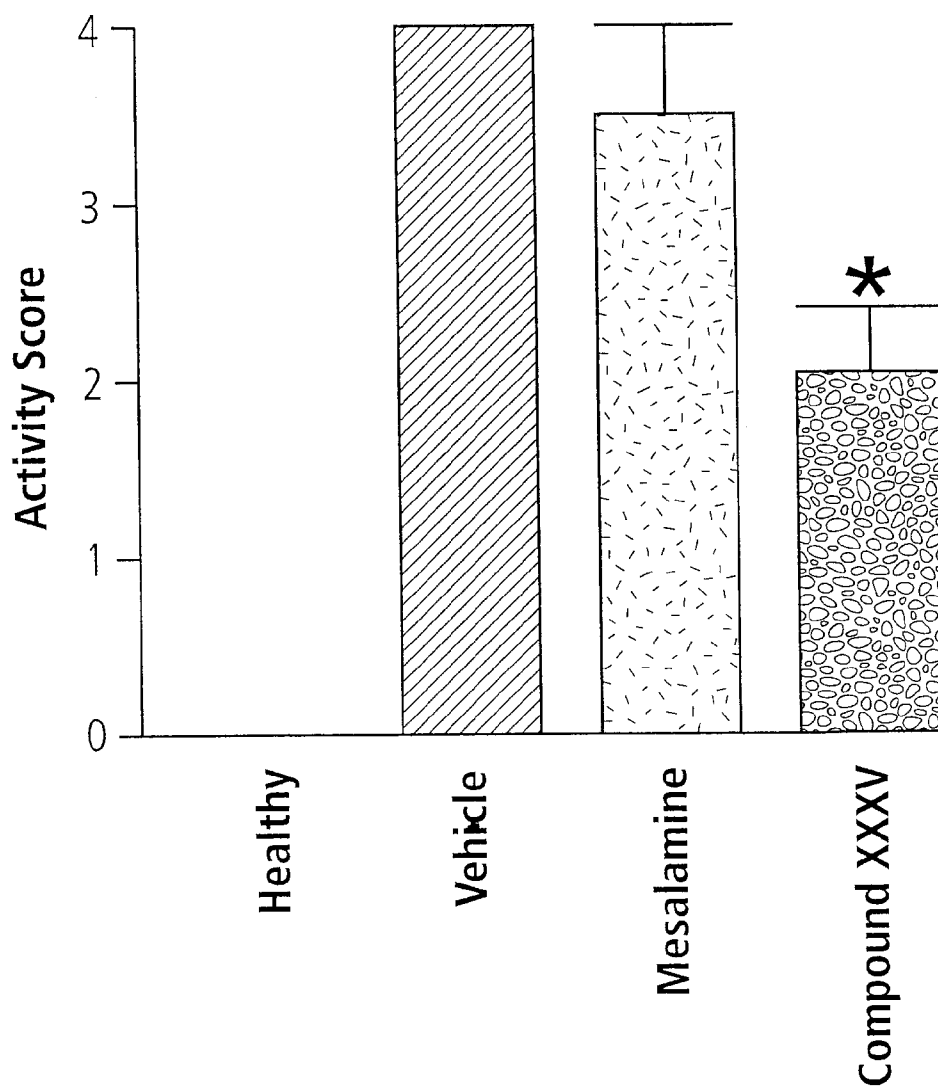 Activity Score
4
3
2
1
0
Healthy
Vehicle
Mesalamine
Compound XXXV
*